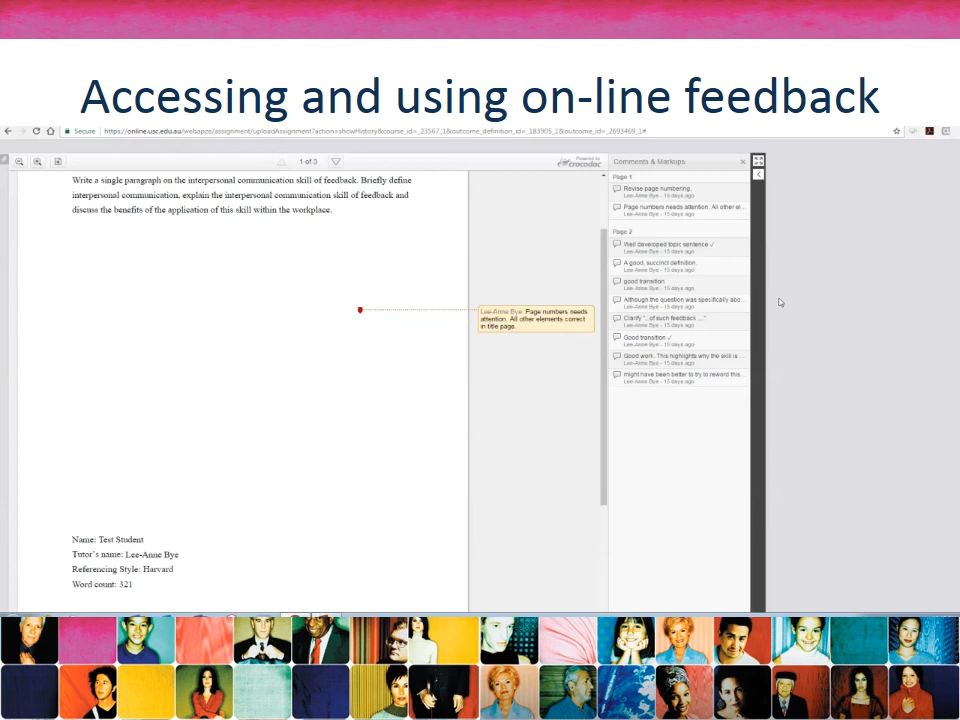 Accessing and using on-line feedback
Secure
https://online.usc.edu.au/webapps/assignment/uploadAssignment?action=showHistory&course_id=_23567_1&outcome_definition_id=_183905_1&outcome_id=_2693469_1#
1 of 3
Powered by
crocodoc
Comments & Markups
Write a single paragraph on the interpersonal communication skill of feedback. Briefly define
interpersonal communication, explain the interpersonal communication skill of feedback and
discuss the benefits of the application of this skill within the workplace.
Lee-Anne Bye Page numbers needs
attention. All other elements correct
in title page.
Name: Test Student
Tutor's name: Lee-Anne Bye
Referencing Style: Harvard
Word count: 321
Page 1
Revise page numbering.
Lee-Anne Bye - 15 days ago
Page numbers needs attention. All other el...
Lee-Anne Bye - 15 days ago
Page 2
Well developed topic sentence ✓
Lee-Anne Bye - 15 days ago
A good, succinct definition.
Lee-Anne Bye - 15 days ago
good transition
Lee-Anne Bye - 15 days ago
Although the question was specifically abo...
Lee-Anne Bye - 15 days ago
Clarify "...of such feedback ...."
Lee-Anne Bye - 15 days ago
Good transition ✓
Lee-Anne Bye - 15 days ago
Good work. This highlights why the skill is ...
Lee-Anne Bye - 15 days ago
might have been better to try to reword this..
Lee-Anne Bye - 15 days ago